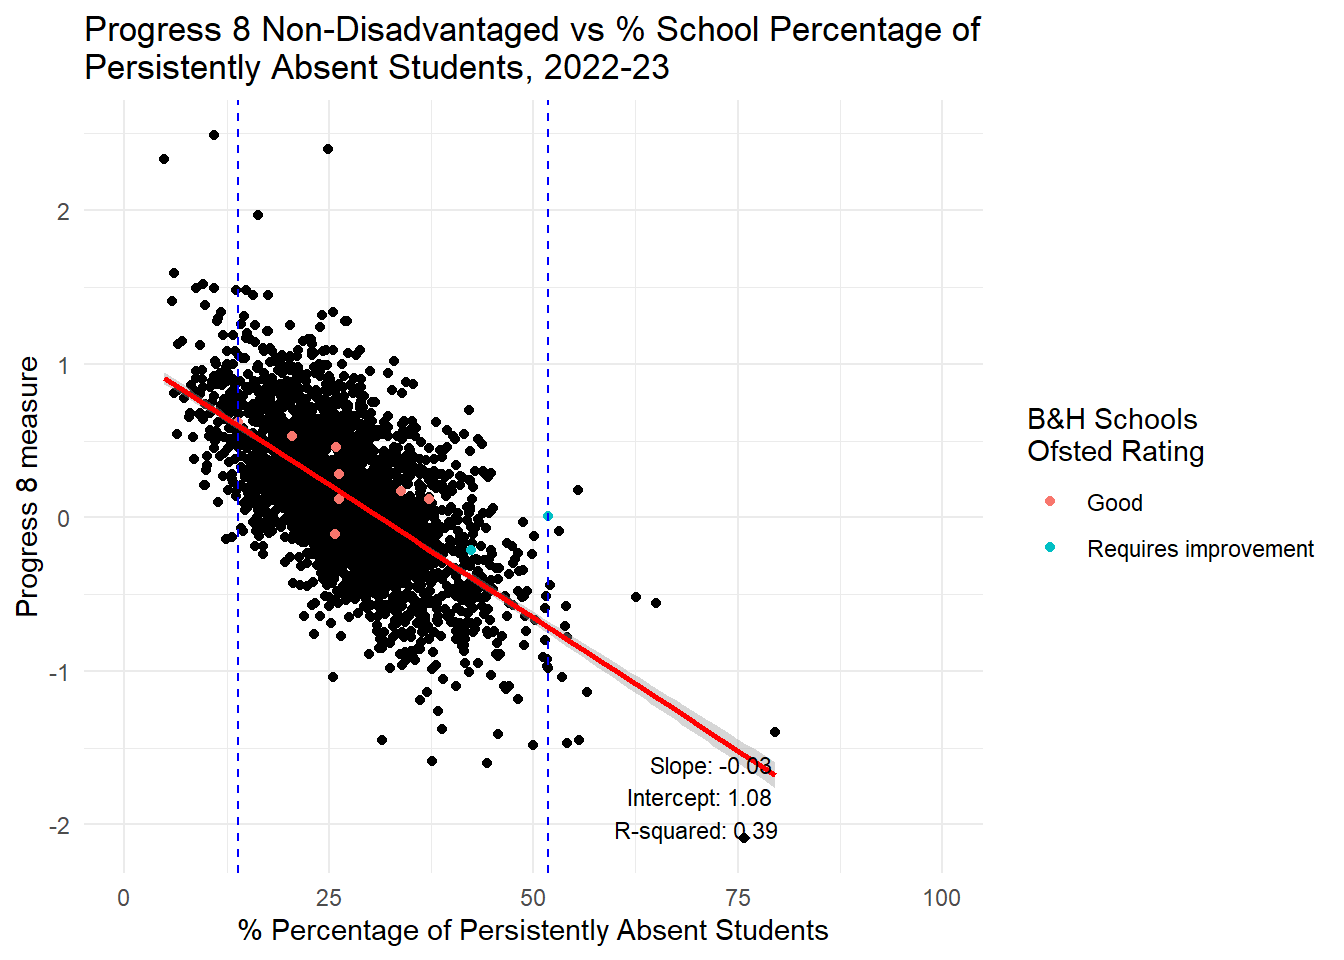 Progress 8 Non-Disadvantaged vs % School Percentage of
Persistently Absent Students, 2022-23
Progress 8 measure
2
1
0
-1
-2
Slope: -0.03
Intercept: 1.08
R-squared: 0.39
0
25
50
75
100
% Percentage of Persistently Absent Students
B&H Schools
Ofsted Rating
Good
Requires improvement